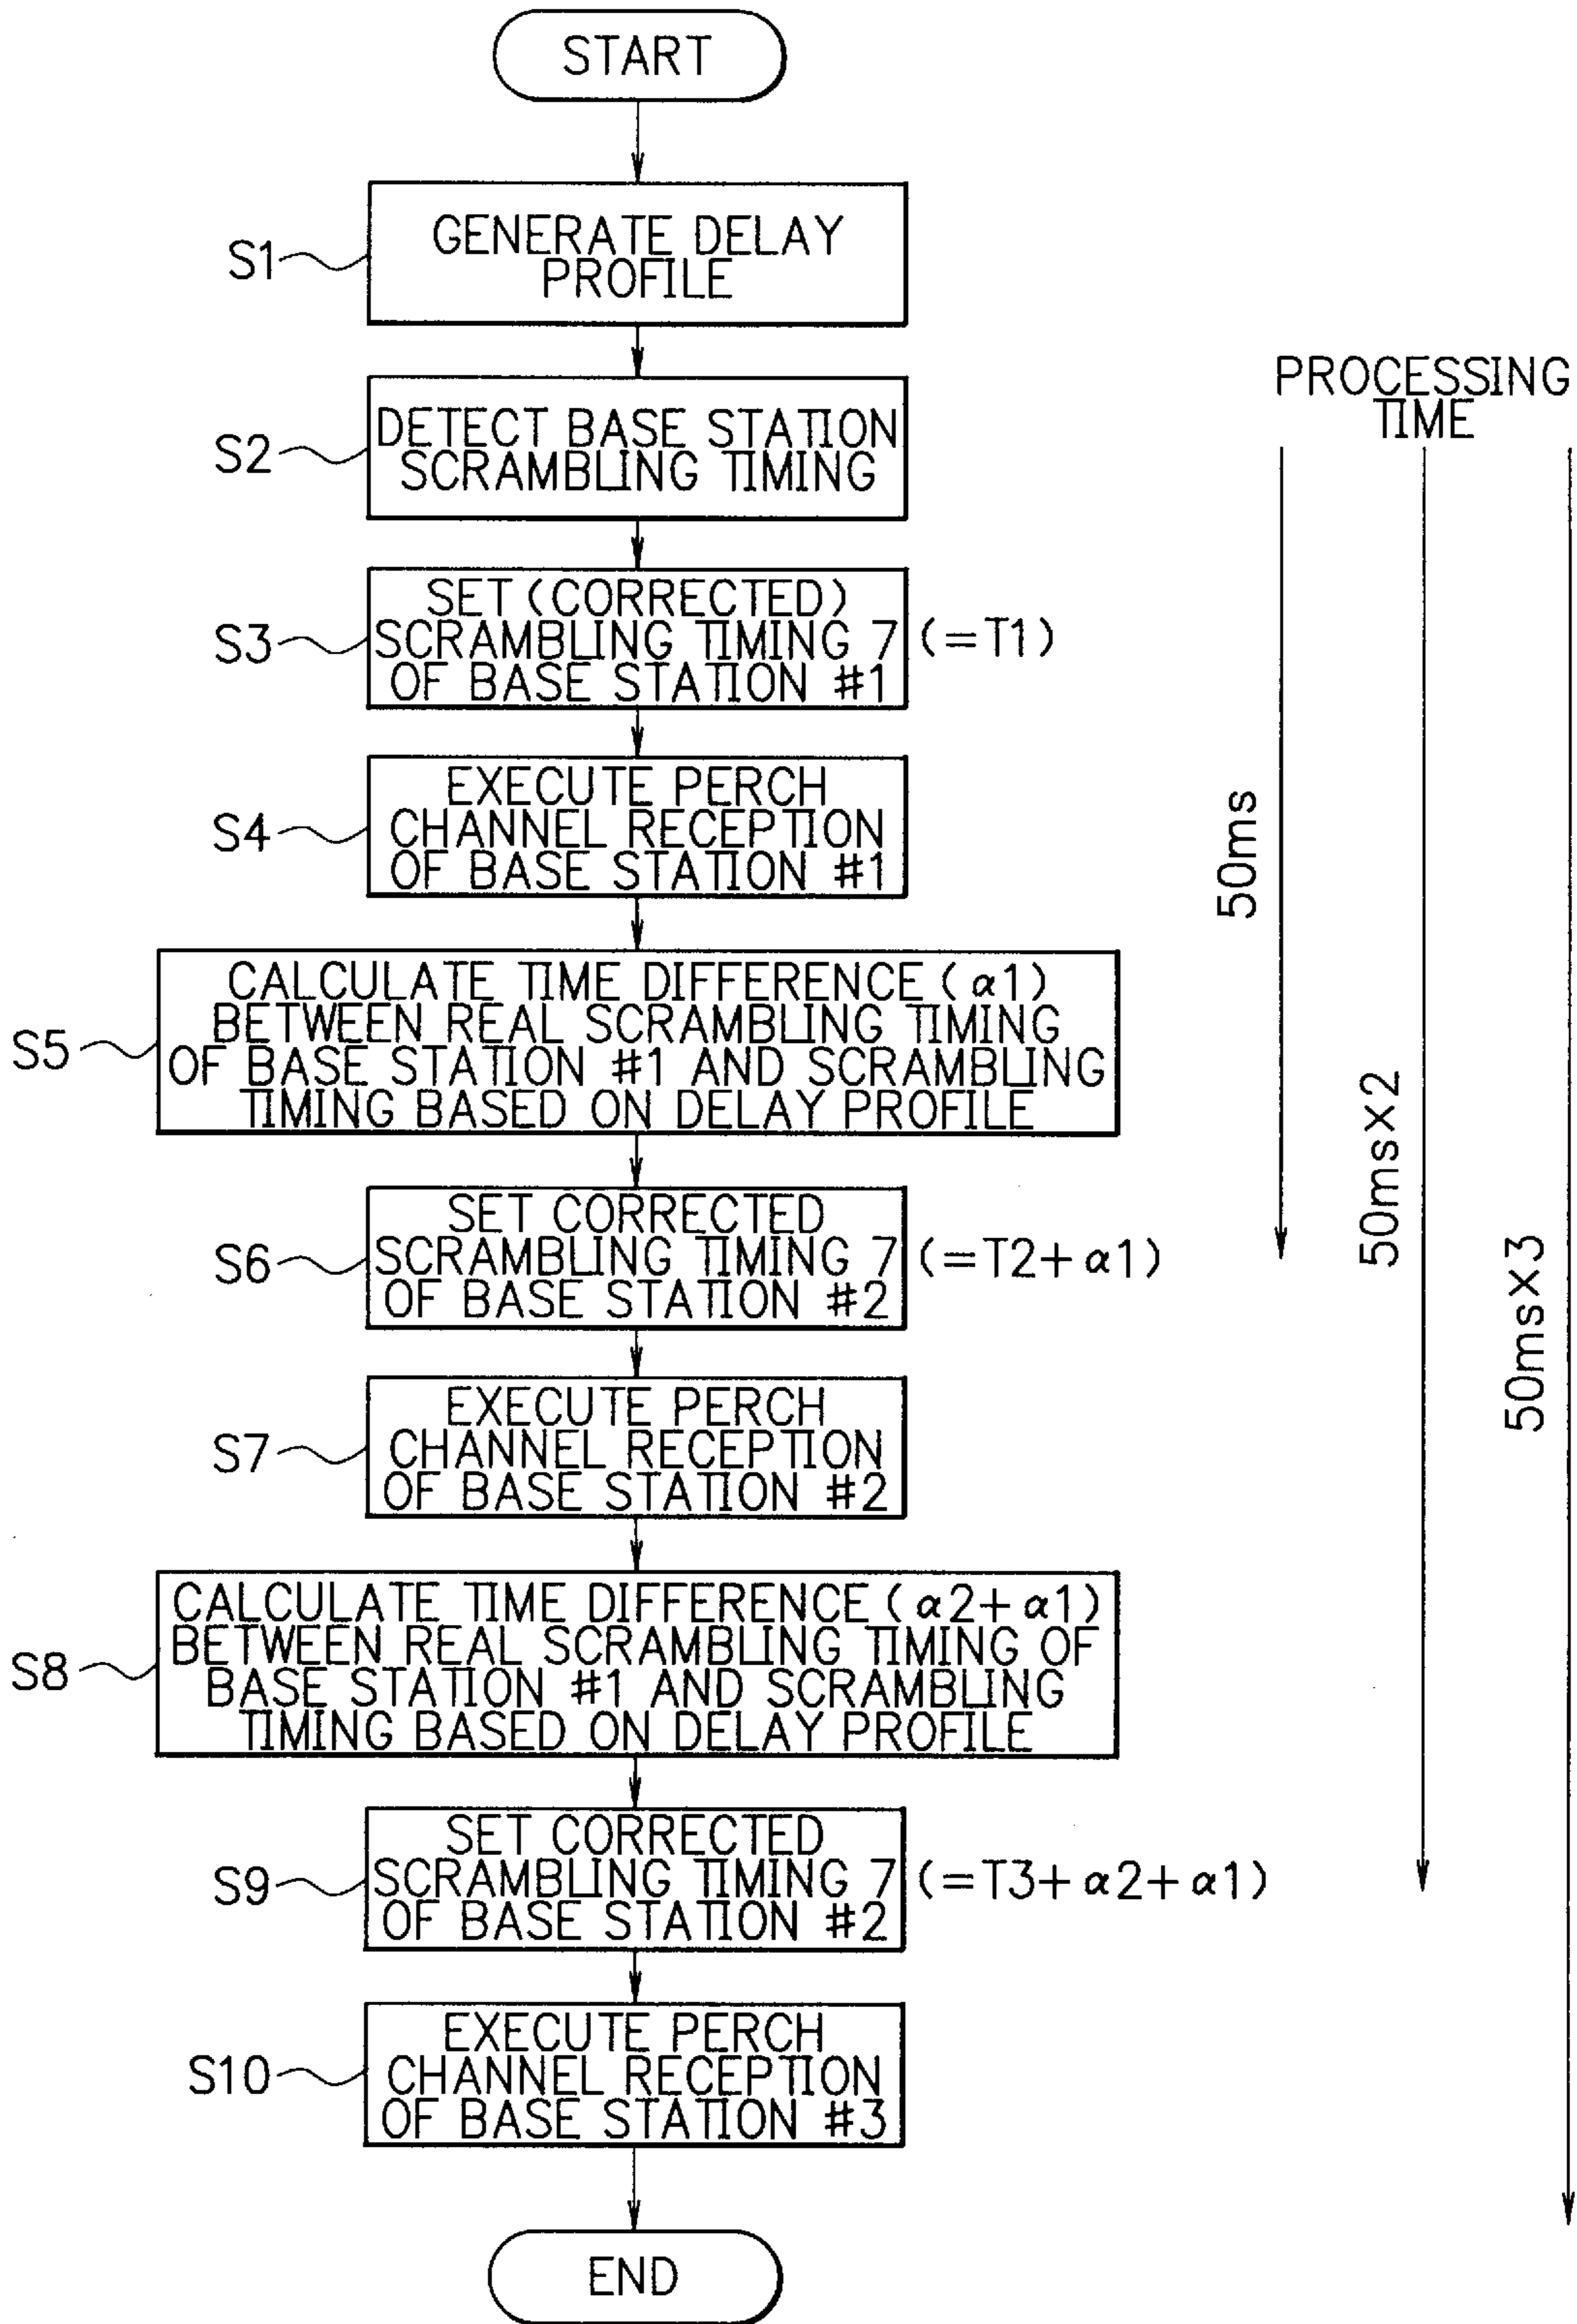 START
S1
GENERATE DELAY
PROFILE
PROCESSING
TIME
S2
DETECT BASE STATION
SCRAMBLING TIMING
S3
SET (CORRECTED)
SCRAMBLING TIMING 7
OF BASE STATION #1
(=T1)
S4
EXECUTE PERCH
CHANNEL RECEPTION
OF BASE STATION #1
50ms
S5
CALCULATE TIME DIFFERENCE (α1)
BETWEEN REAL SCRAMBLING TIMING
OF BASE STATION #1 AND SCRAMBLING
TIMING BASED ON DELAY PROFILE
50ms×2
S6
SET CORRECTED
SCRAMBLING TIMING 7
OF BASE STATION #2
(=T2+α1)
50ms×3
S7
EXECUTE PERCH
CHANNEL RECEPTION
OF BASE STATION #2
S8
CALCULATE TIME DIFFERENCE (α2+α1)
BETWEEN REAL SCRAMBLING TIMING OF
BASE STATION #1 AND SCRAMBLING
TIMING BASED ON DELAY PROFILE
S9
SET CORRECTED
SCRAMBLING TIMING 7
OF BASE STATION #2
(=T3+α2+α1)
S10
EXECUTE PERCH
CHANNEL RECEPTION
OF BASE STATION #3
END